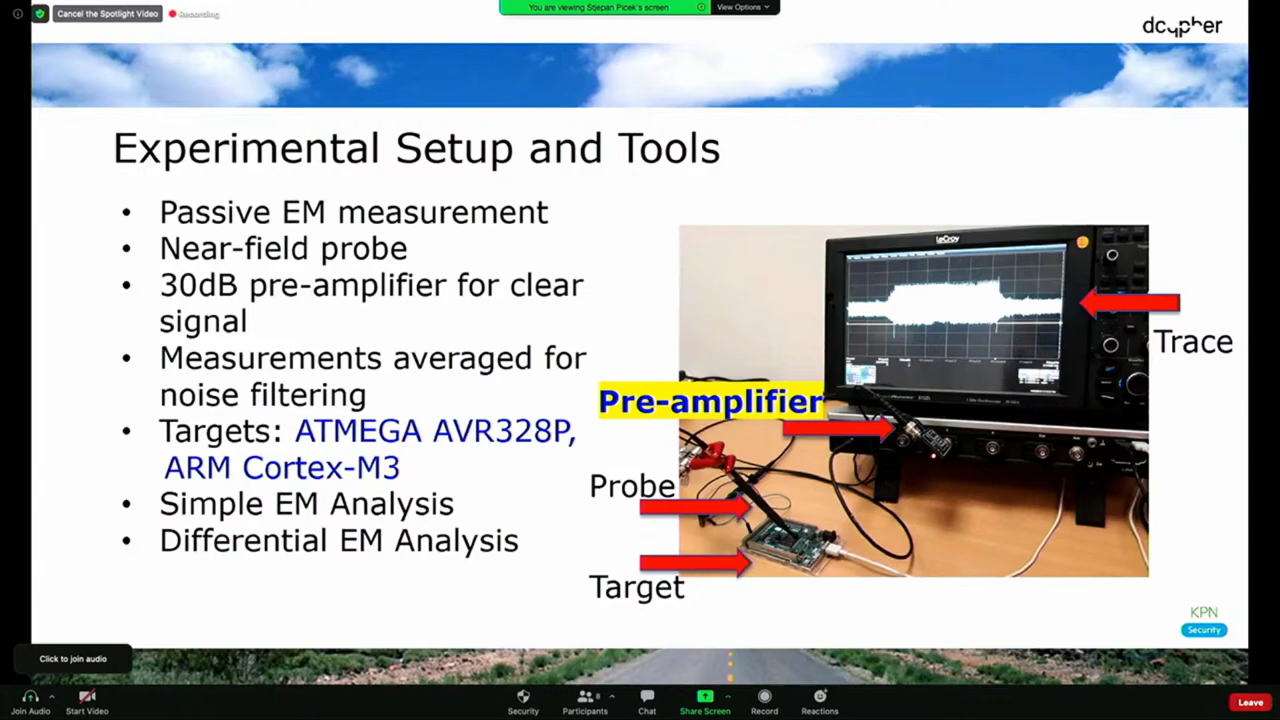 Cancel the Spotlight Video
Recording
You are viewing Stjepan Picek's screen
View Options
dcypher
Experimental Setup and Tools
• Passive EM measurement
• Near-field probe
• 30dB pre-amplifier for clear
signal
• Measurements averaged for
noise filtering
• Targets: ATMEGA AVR328P,
ARM Cortex-M3
• Simple EM Analysis
• Differential EM Analysis
LeCroy
Trace
Pre-amplifier
Probe
Target
KPN
Security
Click to join audio
Join Audio
Start Video
Security
Participants
8
Chat
Share Screen
Record
Reactions
Leave